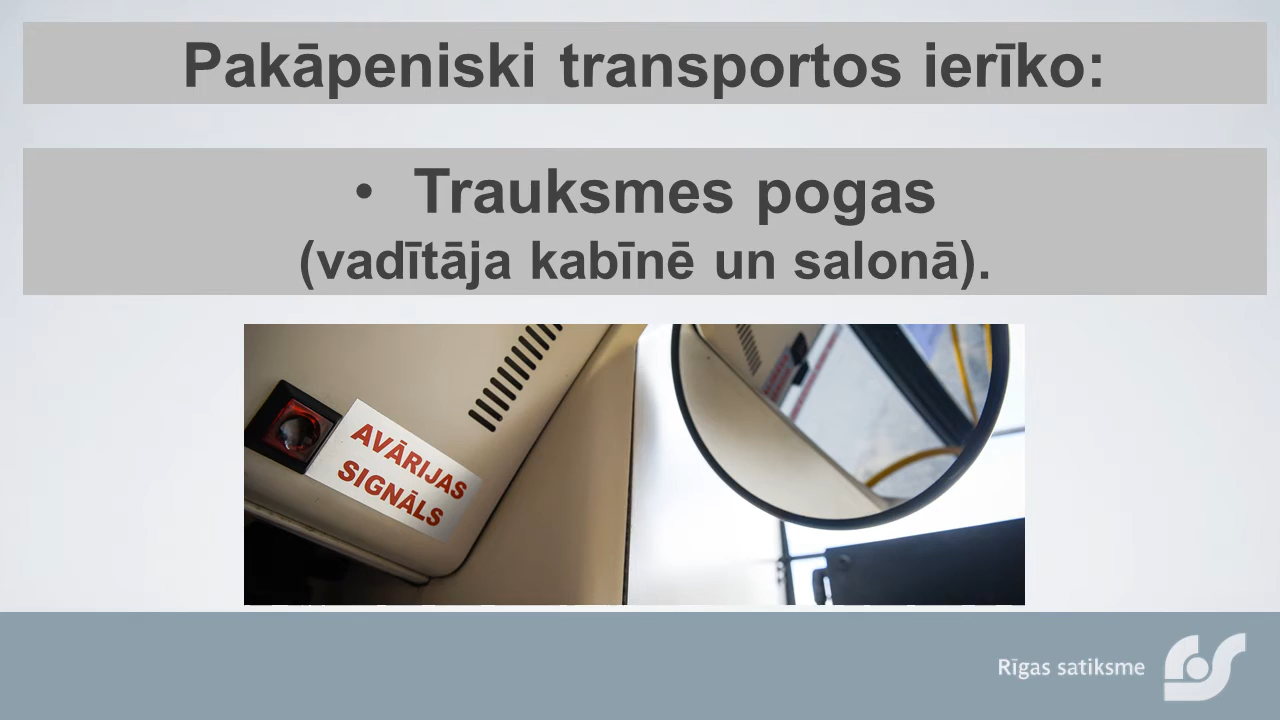 Pakāpeniski transportos ierīko:
• Trauksmes pogas
(vadītāja kabīnē un salonā).
AVĀRIJAS
SIGNĀLS
Rīgas satiksme